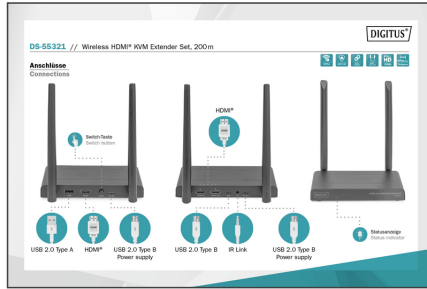 DIGITUS®
DS-55321 // Wireless HDMI® KVM Extender Set, 200m
Anschlüsse
Connections
HDMI®
Switch-Taste
Switch button
Statusanzeige
Status indicator
USB 2.0 Type A
HDMI®
USB 2.0 Type B
Power supply
USB 2.0 Type B
IR Link
USB 2.0 Type B
Power supply